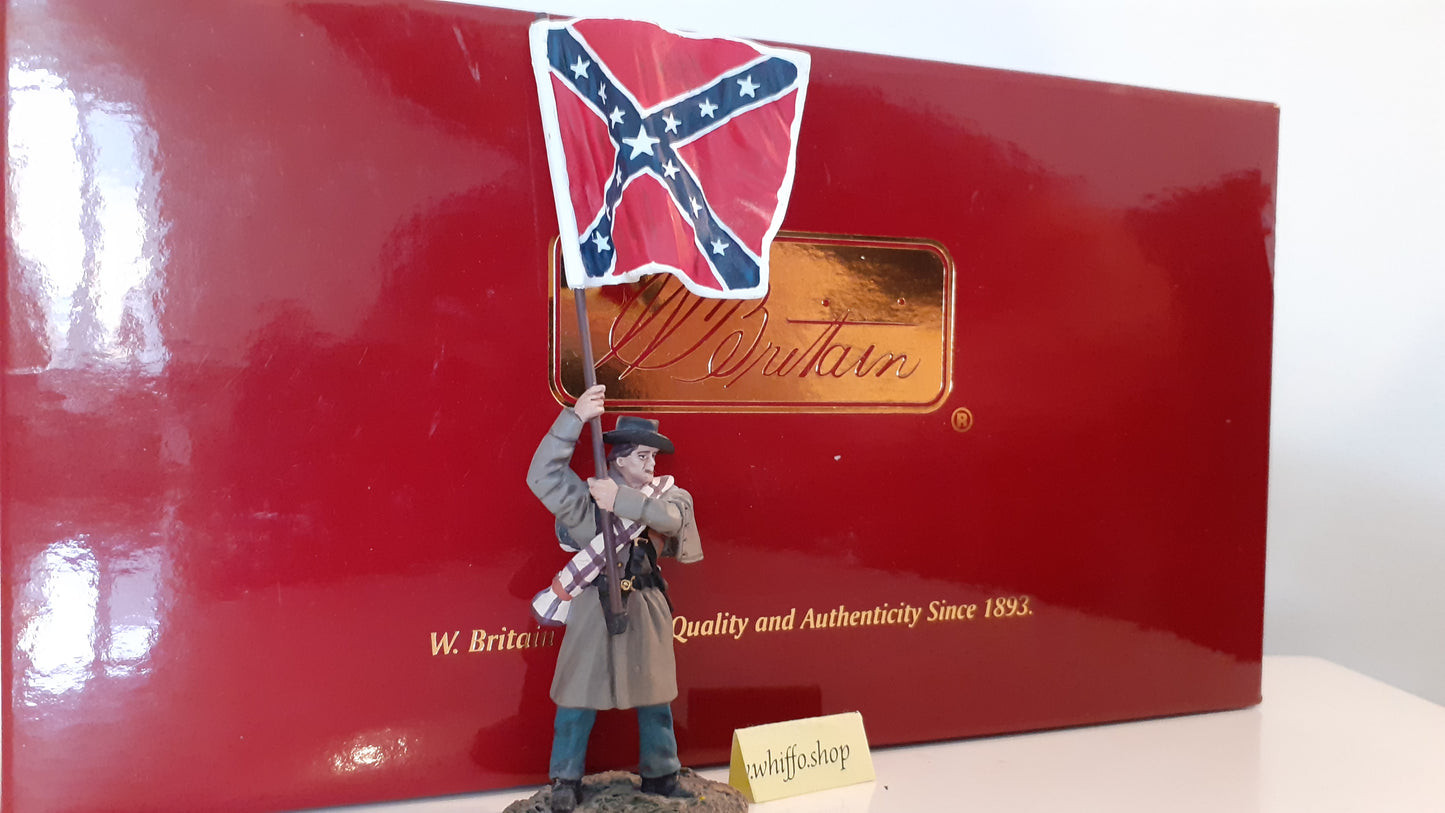 W Britain
®
W. Britain Quality and Authenticity Since 1893.
.whiffo.shop